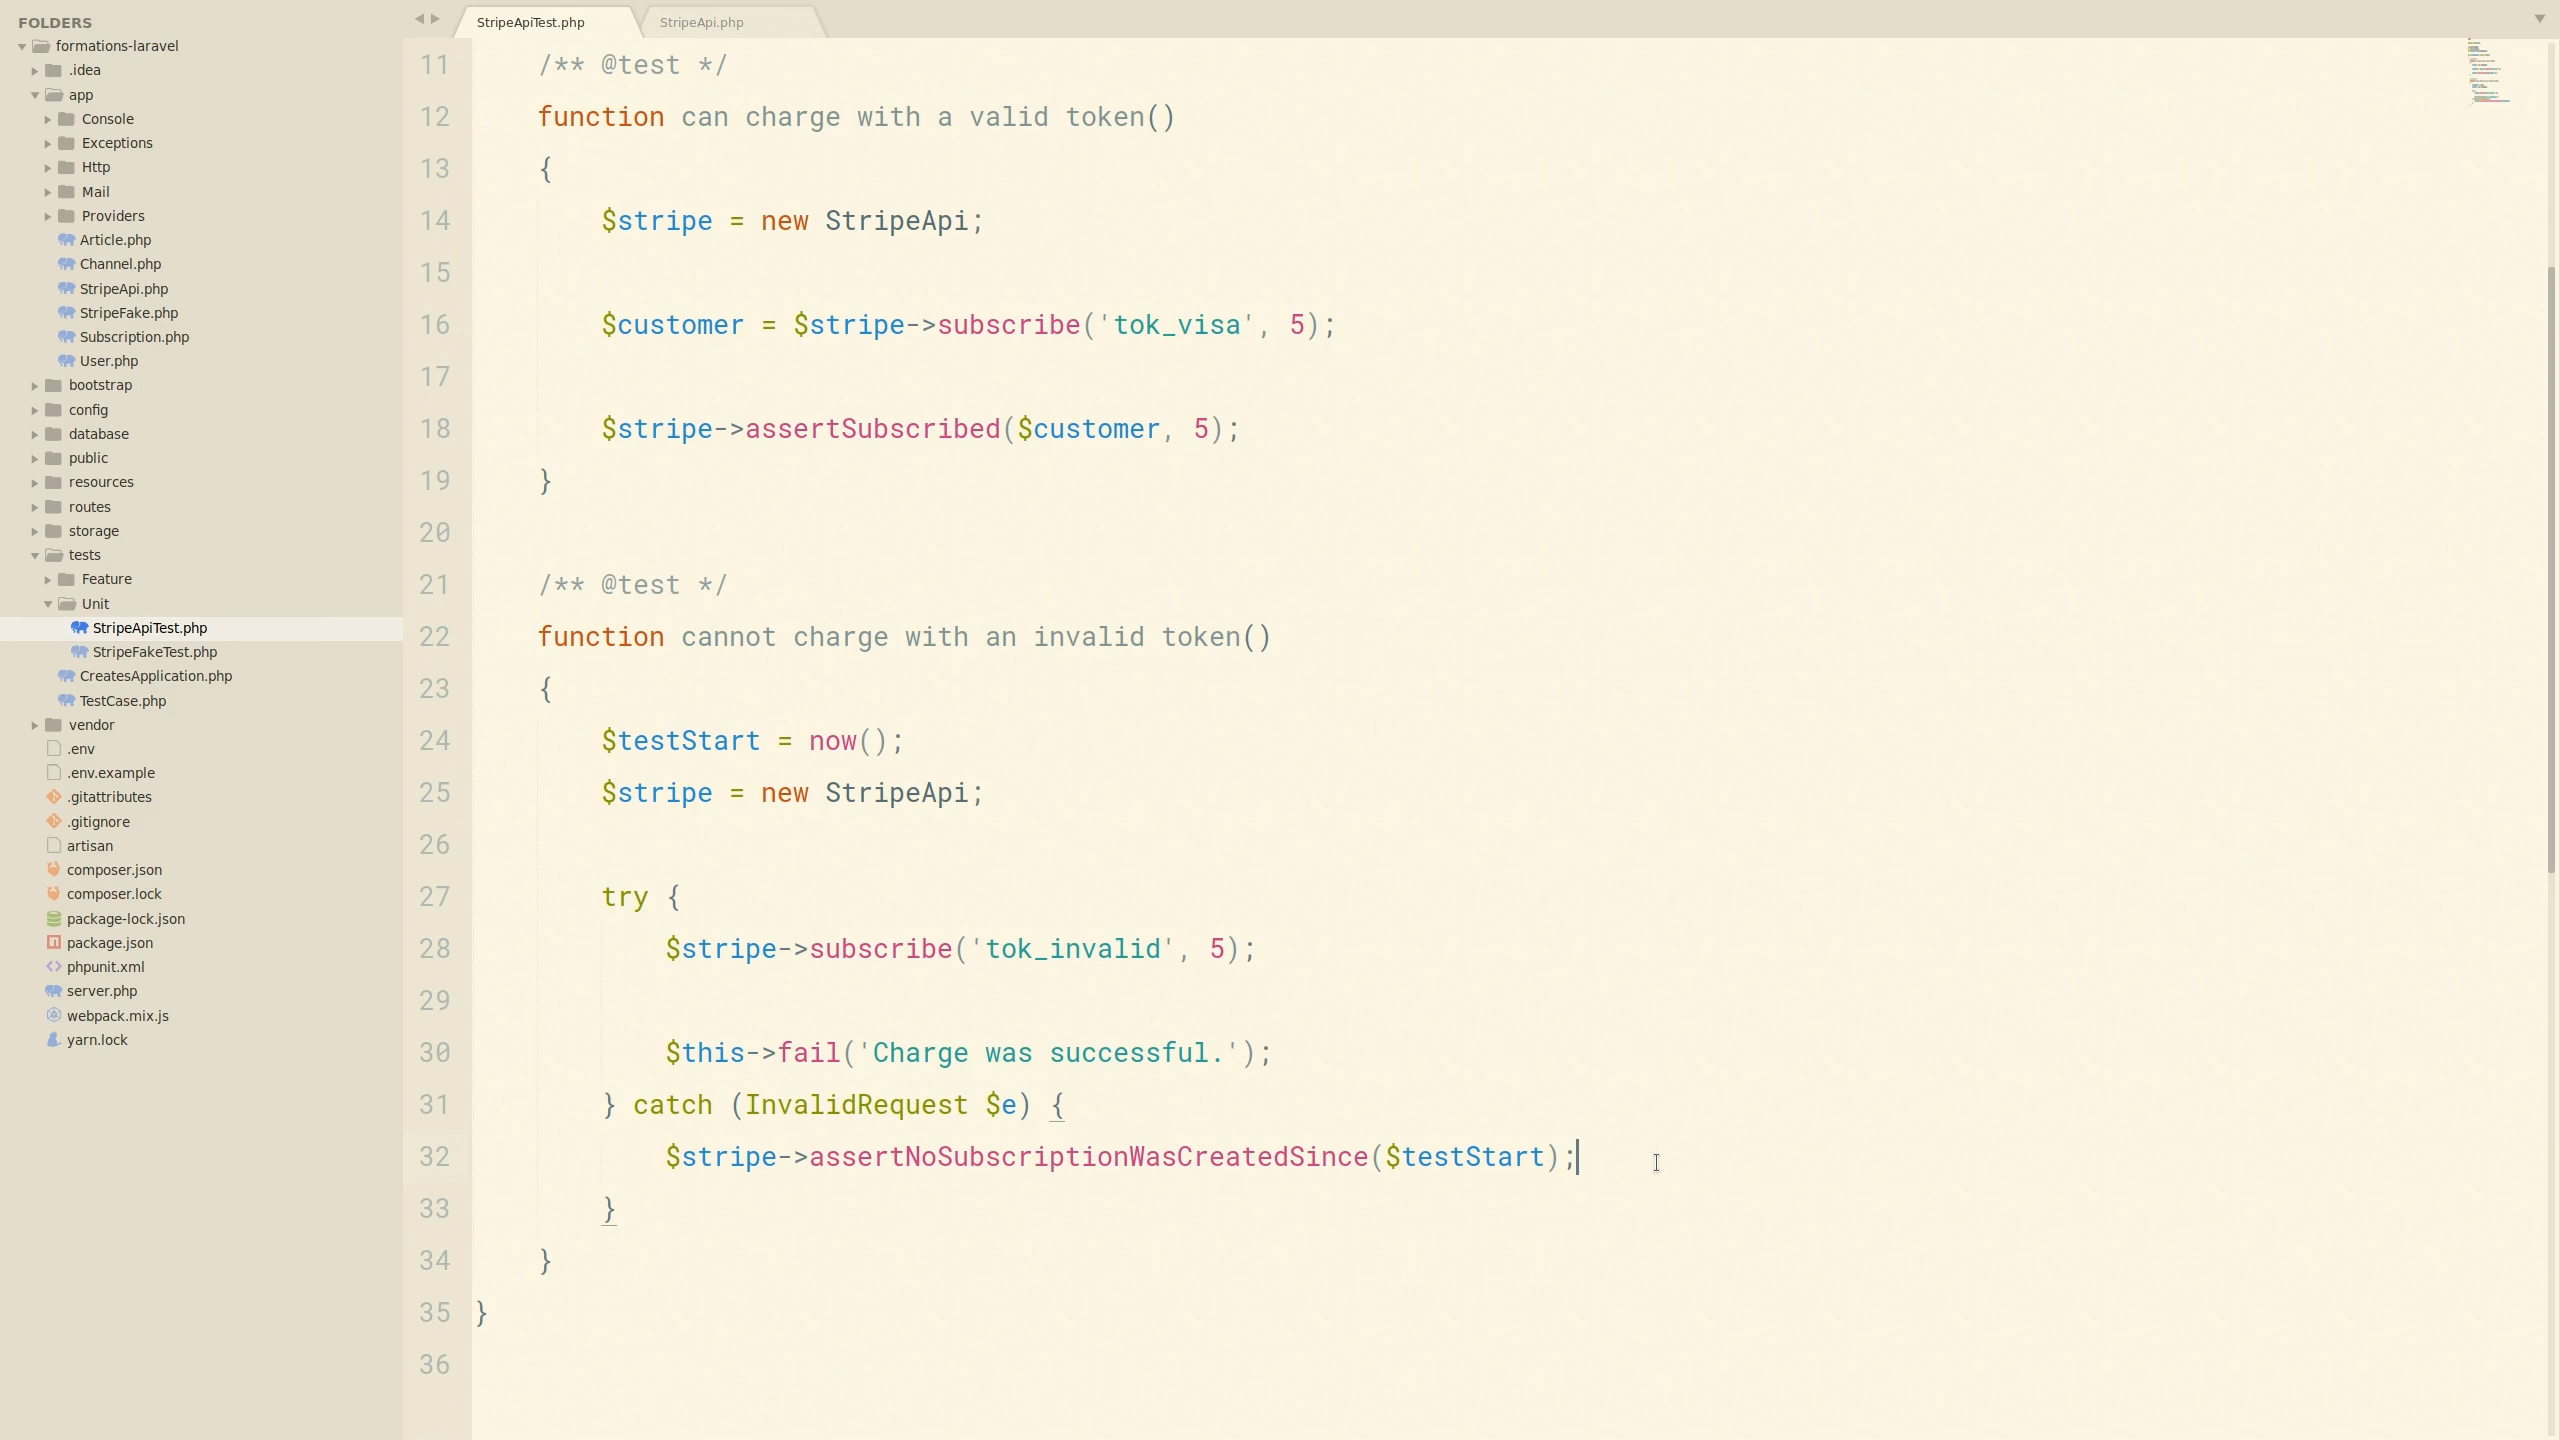 FOLDERS
formations-laravel
.idea
app
Console
Exceptions
Http
Mail
Providers
Article.php
Channel.php
StripeApi.php
StripeFake.php
Subscription.php
User.php
bootstrap
config
database
public
resources
routes
storage
tests
Feature
Unit
StripeApiTest.php
StripeFakeTest.php
CreatesApplication.php
TestCase.php
vendor
.env
.env.example
.gitattributes
.gitignore
artisan
composer.json
composer.lock
package-lock.json
package.json
phpunit.xml
server.php
webpack.mix.js
yarn.lock
StripeApiTest.php StripeApi.php
11 /** @test */
12 function can charge with a valid token()
13 {
14 $stripe = new StripeApi;
15
16 $customer = $stripe->subscribe('tok_visa', 5);
17
18 $stripe->assertSubscribed($customer, 5);
19 }
20
21 /** @test */
22 function cannot charge with an invalid token()
23 {
24 $testStart = now();
25 $stripe = new StripeApi;
26
27 try {
28 $stripe->subscribe('tok_invalid', 5);
29
30 $this->fail('Charge was successful.');
31 } catch (InvalidRequest $e) {
32 $stripe->assertNoSubscriptionWasCreatedSince($testStart);
33 }
34 }
35 }
36